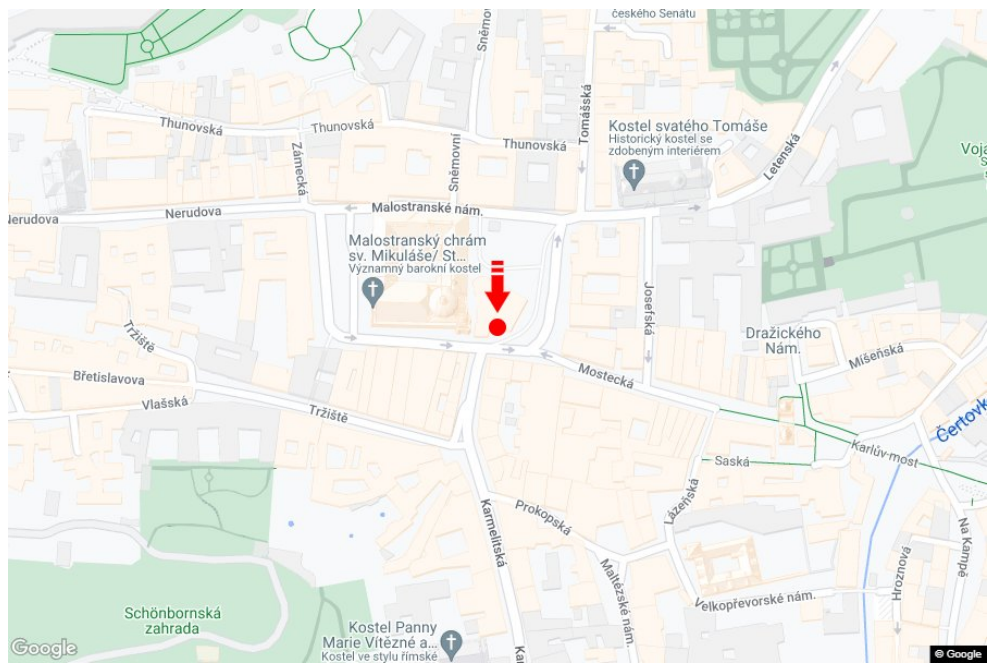 českého Senátu
Sněmo
Thunovská
Thunovská
Thunovská
Tomášská
Kostel svatého Tomáše
Historický kostel se
zdobeným interiérem
Letenská
Voja
s
s
Zámecká
Sněmovní
Nerudova
Nerudova
Malostranské nám.
Malostranský chrám
sv. Mikuláše/ St...
Významný barokní kostel
Josefská
Dražického
Nám.
Míšeňská
Tržiště
Břetislavova
Vlašská
Tržiště
Mostecká
Čertovk
Karlův most
Saská
Lázeňská
Prokopská
Karmelitská
Maltézské nám.
Velkopřevorské nám.
Hroznová
Na Kampě
Schönbornská
zahrada
Kostel Panny
Marie Vítězné a...
Kostel ve stylu římské
Ka
Google
© Google